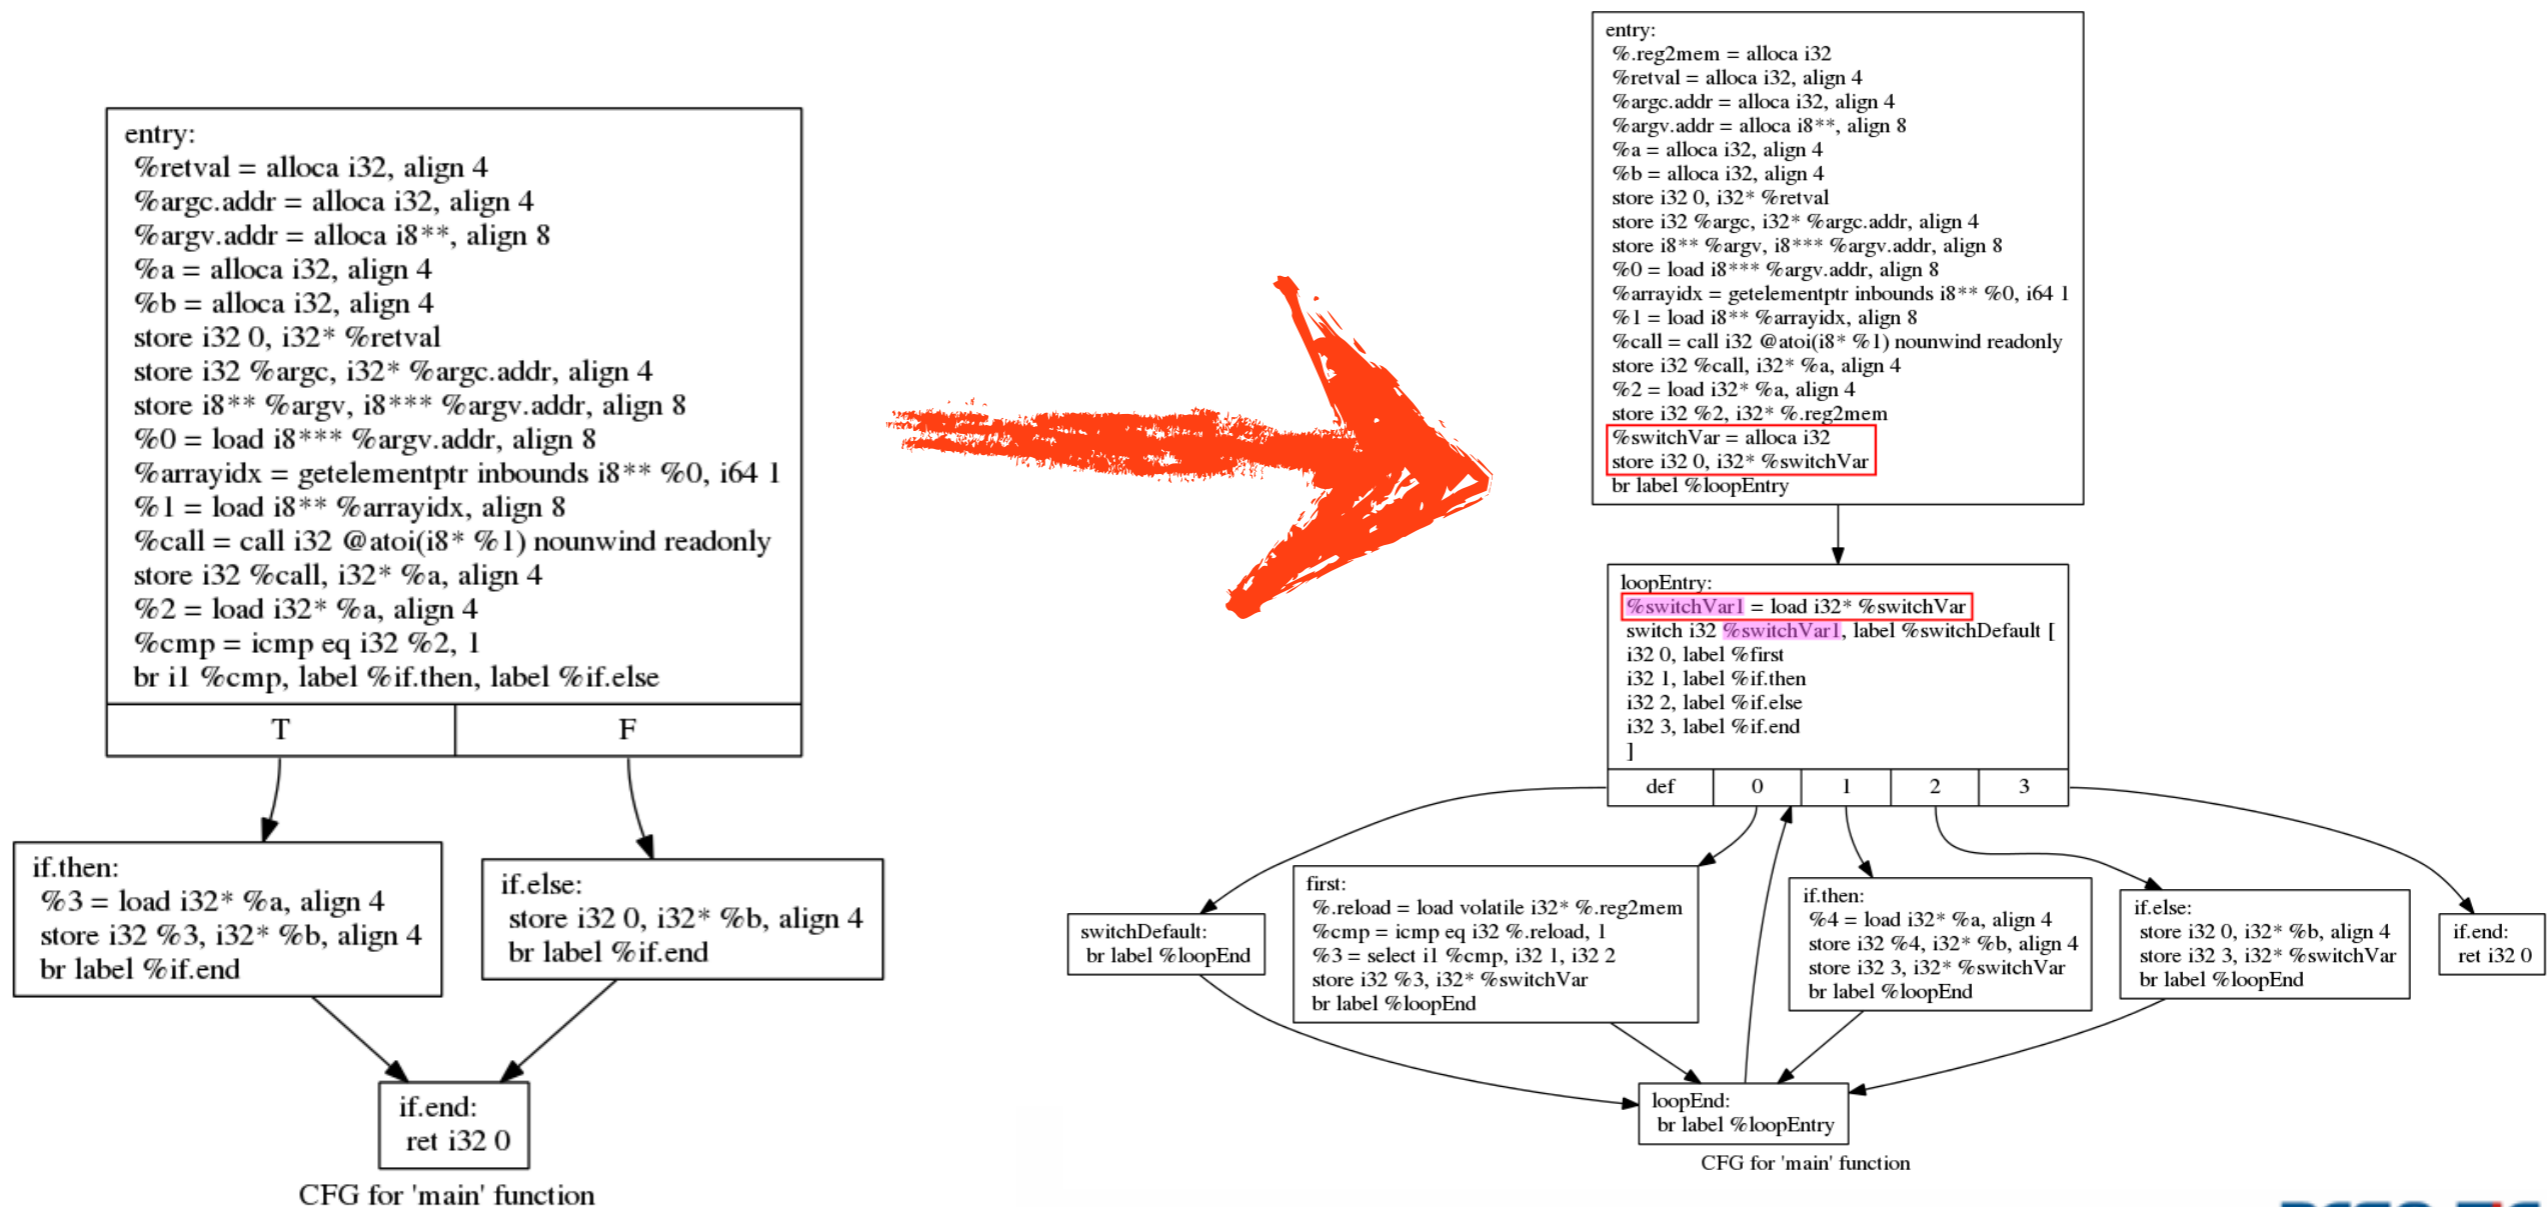 entry:
%retval = alloca i32, align 4
%argc.addr = alloca i32, align 4
%argv.addr = alloca i8**, align 8
%a = alloca i32, align 4
%b = alloca i32, align 4
store i32 0, i32* %retval
store i32 %argc, i32* %argc.addr, align 4
store i8** %argv, i8*** %argv.addr, align 8
%0 = load i8*** %argv.addr, align 8
%arrayidx = getelementptr inbounds i8** %0, i64 1
%1 = load i8** %arrayidx, align 8
%call = call i32 @atoi(i8* %1) nounwind readonly
store i32 %call, i32* %a, align 4
%2 = load i32* %a, align 4
%cmp = icmp eq i32 %2, 1
br i1 %cmp, label %if.then, label %if.else
T F
if.then:
%3 = load i32* %a, align 4
store i32 %3, i32* %b, align 4
br label %if.end
if.else:
store i32 0, i32* %b, align 4
br label %if.end
if.end:
ret i32 0
CFG for 'main' function
entry:
%.reg2mem = alloca i32
%retval = alloca i32, align 4
%argc.addr = alloca i32, align 4
%argv.addr = alloca i8**, align 8
%a = alloca i32, align 4
%b = alloca i32, align 4
store i32 0, i32* %retval
store i32 %argc, i32* %argc.addr, align 4
store i8** %argv, i8*** %argv.addr, align 8
%0 = load i8*** %argv.addr, align 8
%arrayidx = getelementptr inbounds i8** %0, i64 1
%1 = load i8** %arrayidx, align 8
%call = call i32 @atoi(i8* %1) nounwind readonly
store i32 %call, i32* %a, align 4
%2 = load i32* %a, align 4
store i32 %2, i32* %.reg2mem
%switchVar = alloca i32
store i32 0, i32* %switchVar
br label %loopEntry
loopEntry:
%switchVar1 = load i32* %switchVar
switch i32 %switchVar1, label %switchDefault [
i32 0, label %first
i32 1, label %if.then
i32 2, label %if.else
i32 3, label %if.end
]
def 0 1 2 3
switchDefault:
br label %loopEnd
first:
%.reload = load volatile i32* %.reg2mem
%cmp = icmp eq i32 %.reload, 1
%3 = select i1 %cmp, i32 1, i32 2
store i32 %3, i32* %switchVar
br label %loopEnd
if.then:
%4 = load i32* %a, align 4
store i32 %4, i32* %b, align 4
store i32 3, i32* %switchVar
br label %loopEnd
if.else:
store i32 0, i32* %b, align 4
store i32 3, i32* %switchVar
br label %loopEnd
if.end:
ret i32 0
loopEnd:
br label %loopEntry
CFG for 'main' function